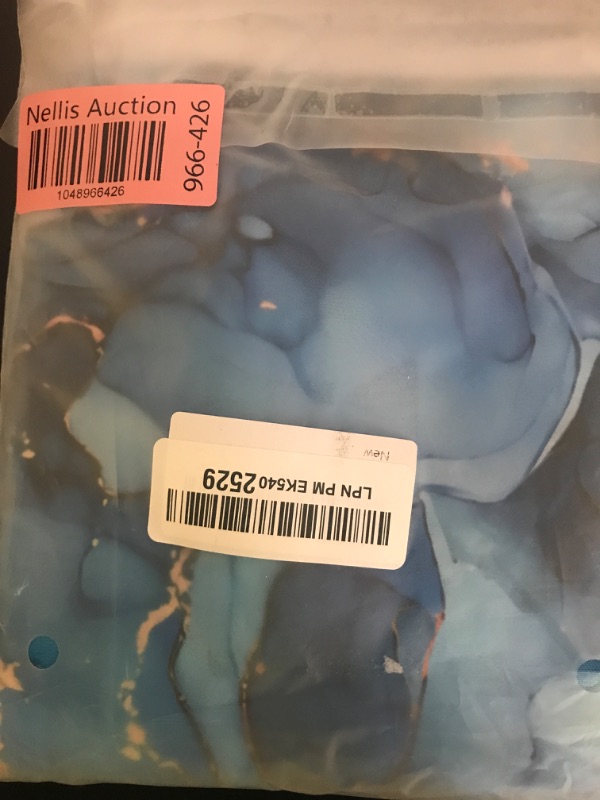 Nellis Auction
1048966426
966-426
New
LPN PM EK540 2529